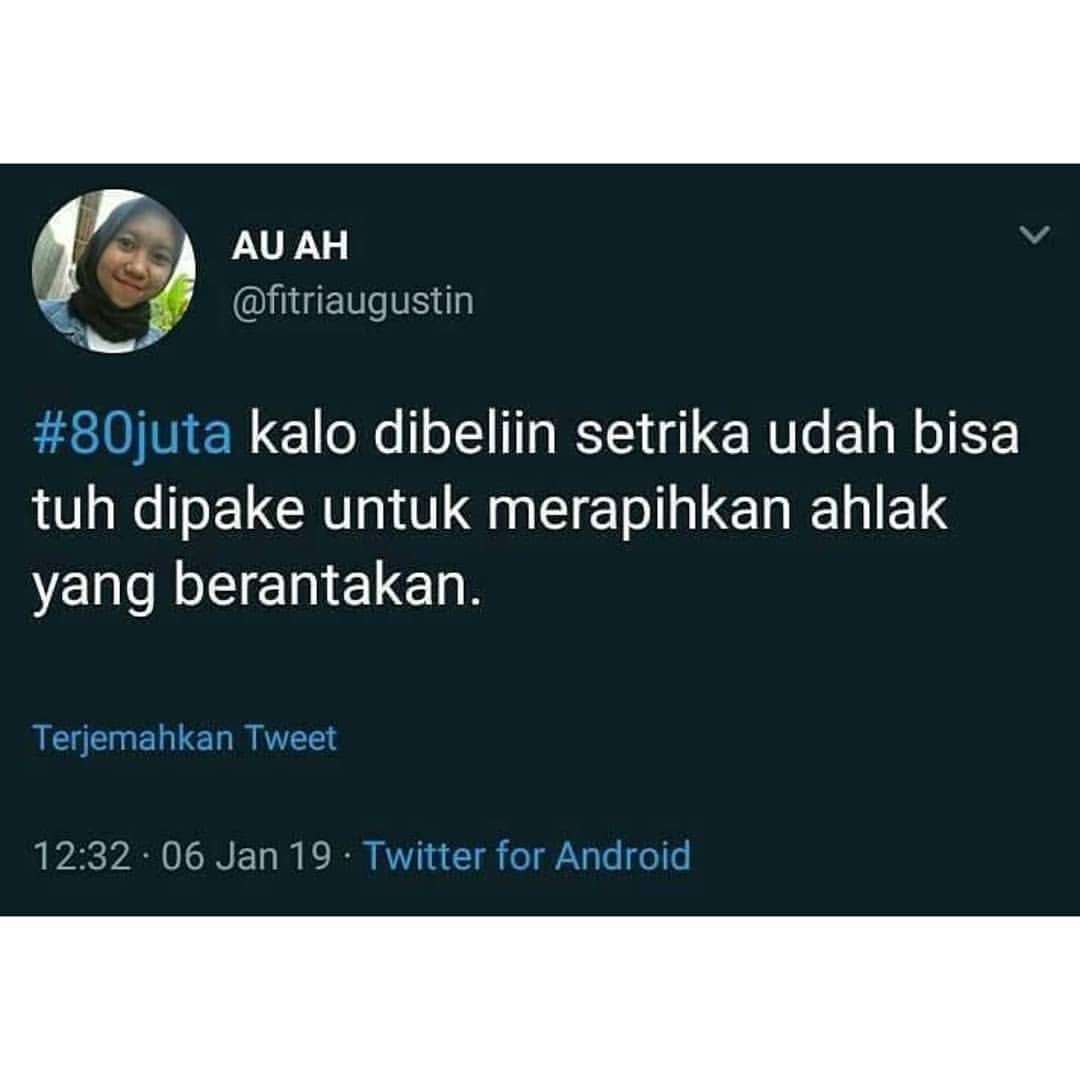 AU AH
@fitriaugustin
#80juta kalo dibeliin setrika udah bisa
tuh dipake untuk merapihkan ahlak
yang berantakan.
Terjemahkan Tweet
12:32 · 06 Jan 19 · Twitter for Android